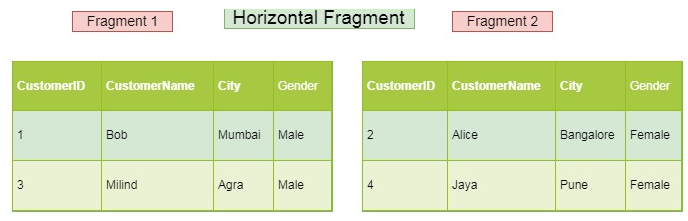 Fragment 1
Horizontal Fragment
Fragment 2
CustomerID CustomerName City Gender
1 Bob Mumbai Male
3 Milind Agra Male
CustomerID CustomerName City Gender
2 Alice Bangalore Female
4 Jaya Pune Female